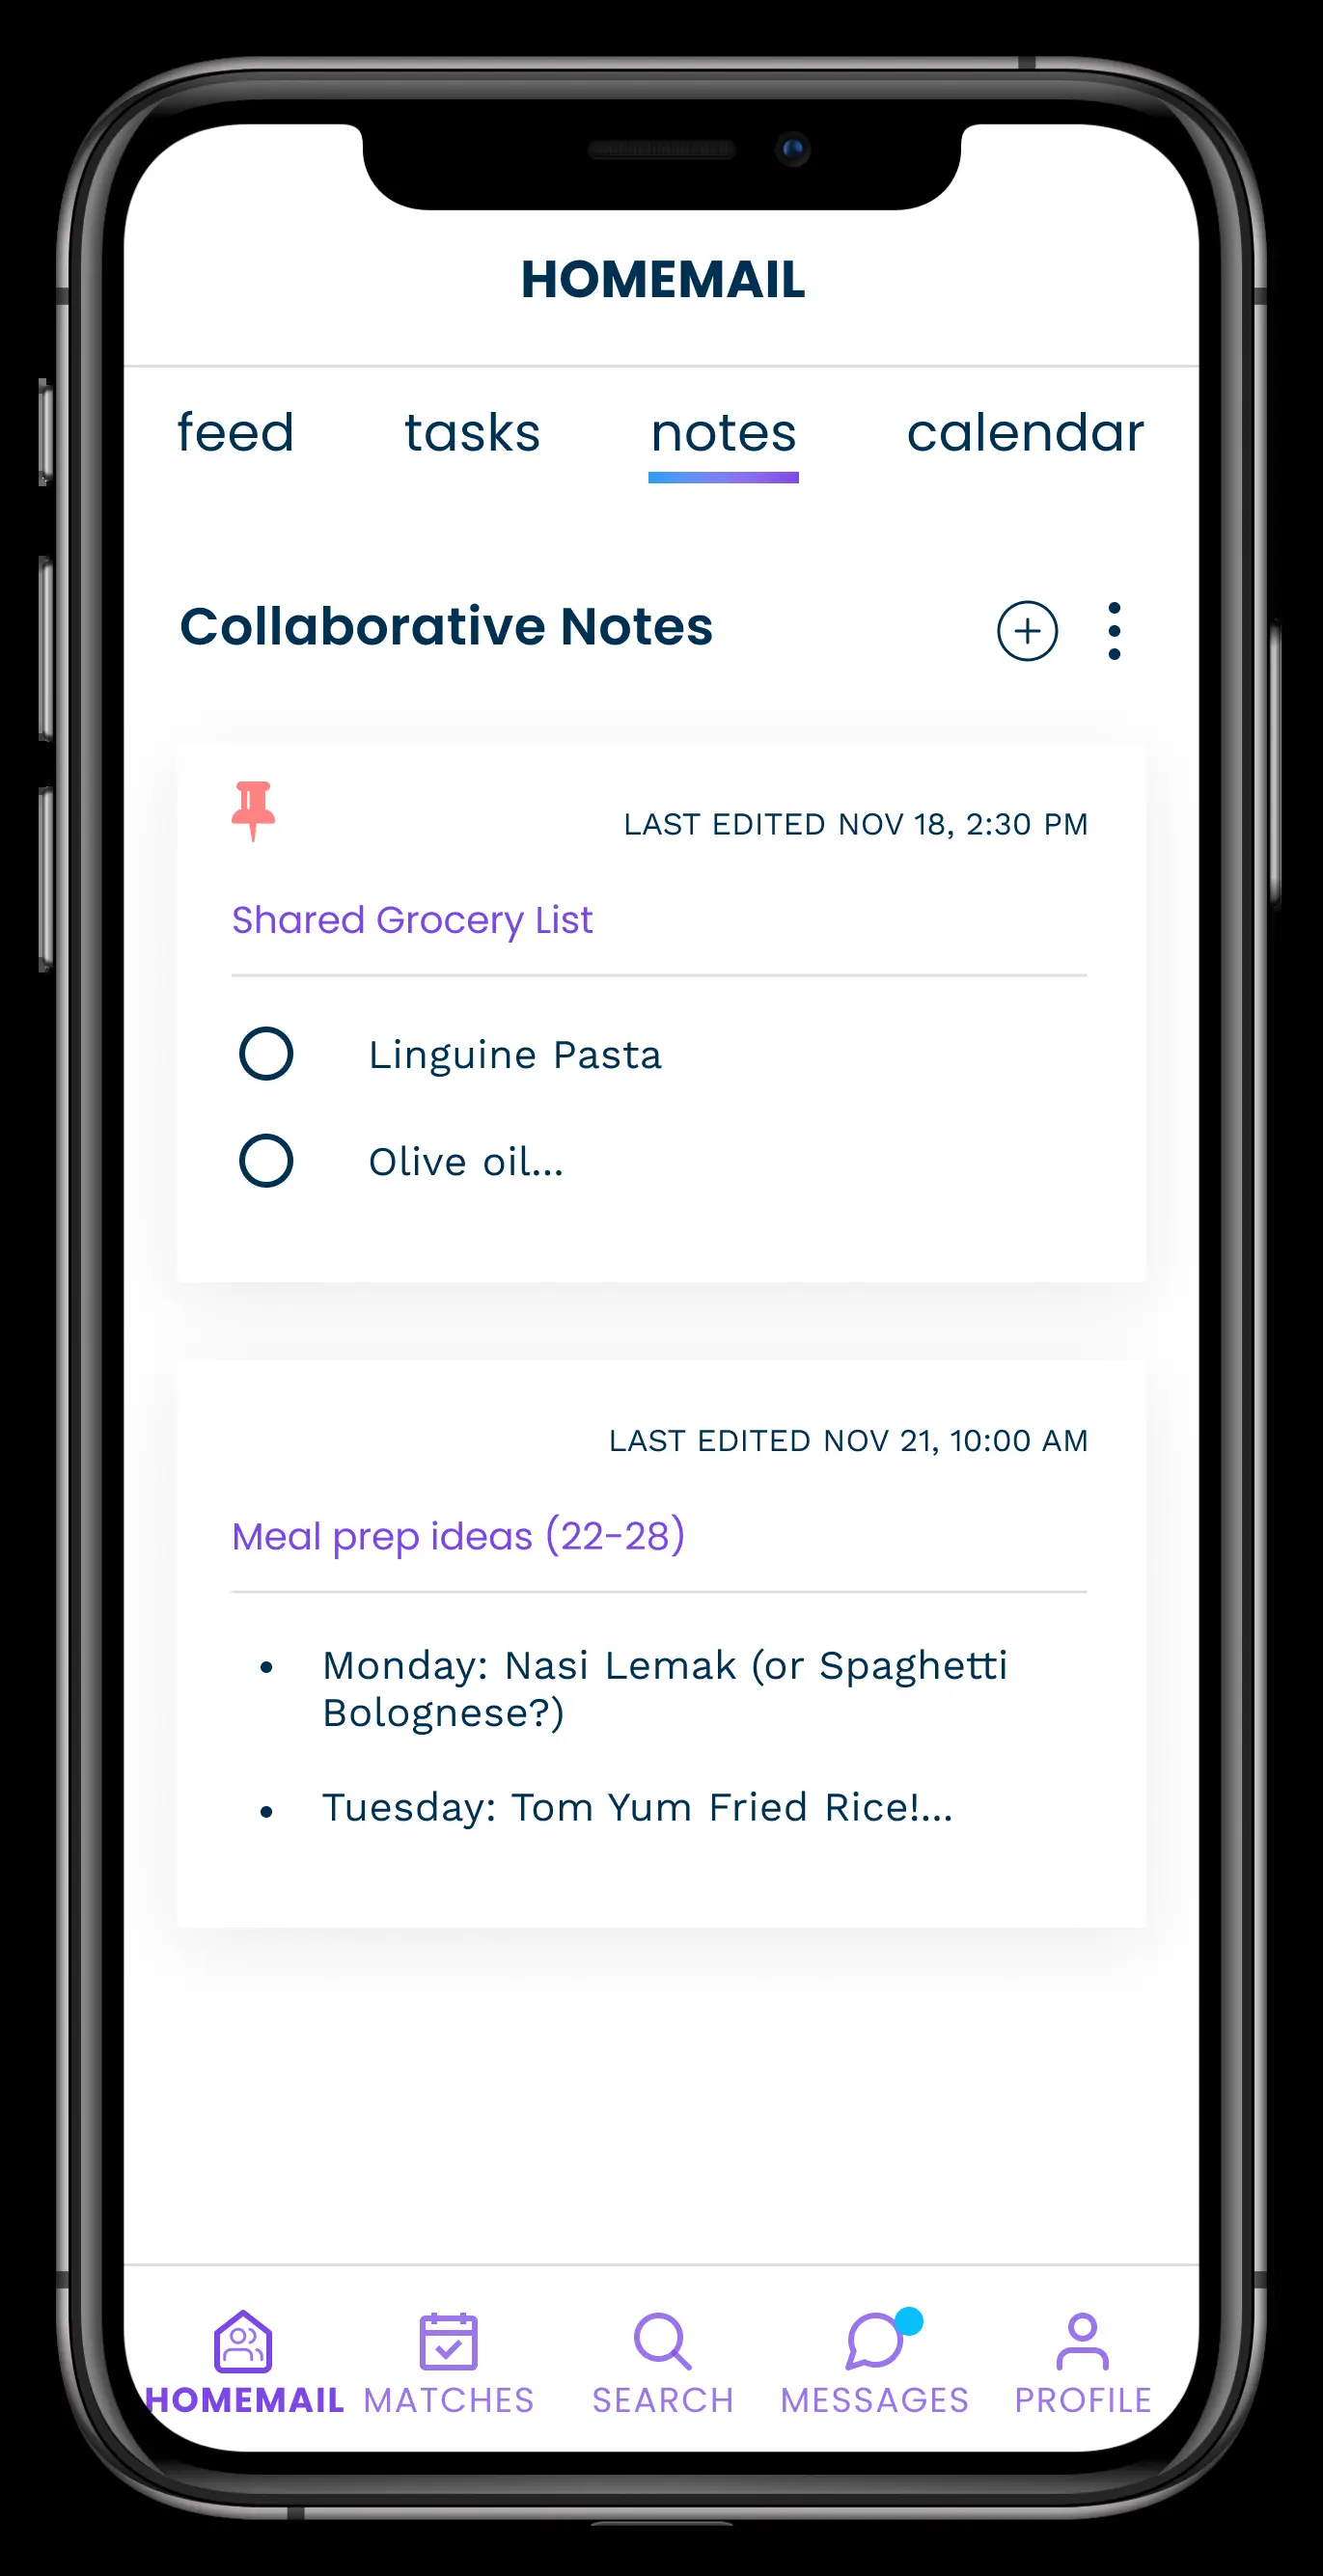 HOMEMAIL
feed tasks notes calendar
Collaborative Notes
LAST EDITED NOV 18, 2:30 PM
Shared Grocery List
Linguine Pasta
Olive oil...
LAST EDITED NOV 21, 10:00 AM
Meal prep ideas (22-28)
Monday: Nasi Lemak (or Spaghetti
Bolognese?)
Tuesday: Tom Yum Fried Rice!...
HOMEMAIL MATCHES SEARCH MESSAGES PROFILE